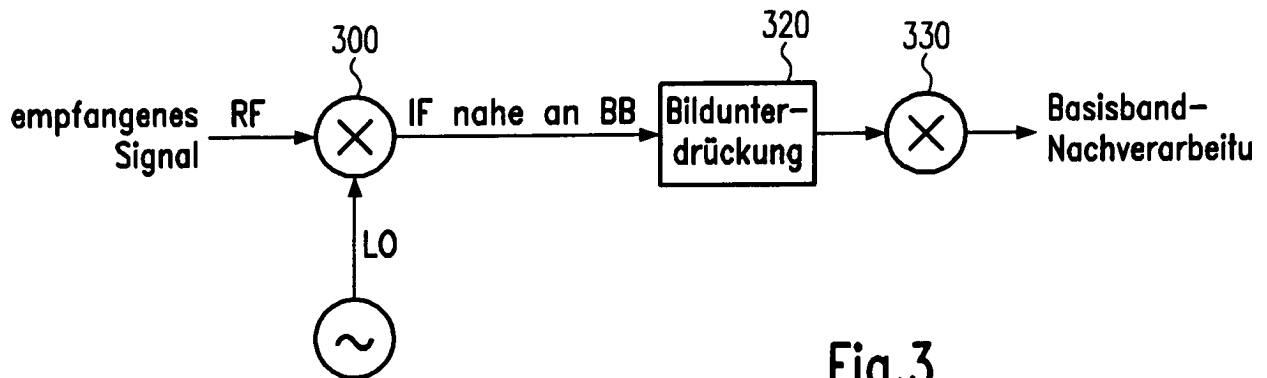 300
320
330
empfangenes
Signal
RF
IF nahe an BB
Bildunter-
drückung
Basisband-
Nachverarbeitu
LO
Fig.3